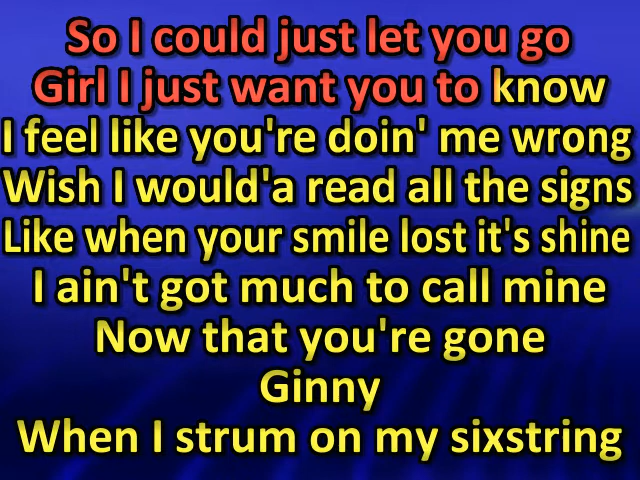 So I could just let you go
Girl I just want you to know
I feel like you're doin' me wrong
Wish I would'a read all the signs
Like when your smile lost it's shine
I ain't got much to call mine
Now that you're gone
Ginny
When I strum on my sixstring